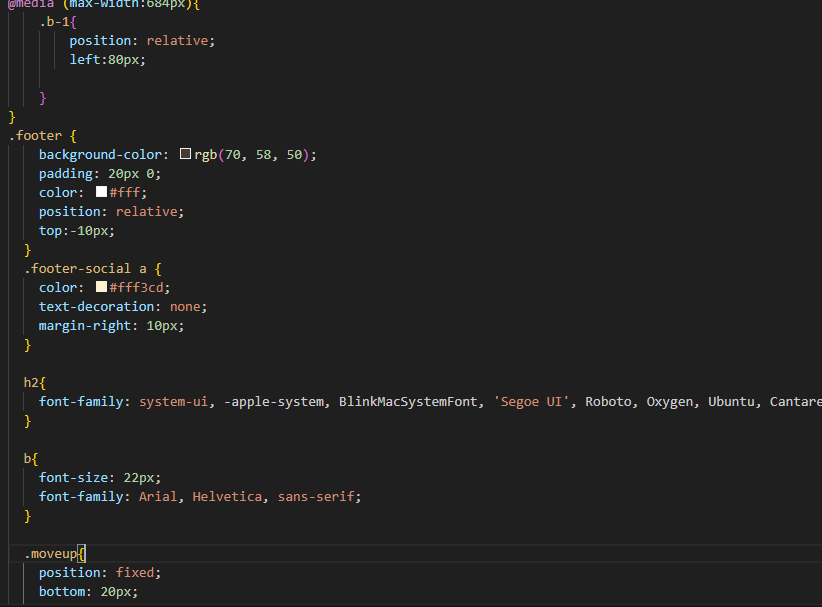 @media (max-width:684px){
.b-1{
position: relative;
left:80px;
}
}
.footer {
background-color: rgb(70, 58, 50);
padding: 20px 0;
color: #fff;
position: relative;
top:-10px;
}
.footer-social a {
color: #fff3cd;
text-decoration: none;
margin-right: 10px;
}
h2{
font-family: system-ui, -apple-system, BlinkMacSystemFont, 'Segoe UI', Roboto, Oxygen, Ubuntu, Cantare
}
b{
font-size: 22px;
font-family: Arial, Helvetica, sans-serif;
}
.moveup{
position: fixed;
bottom: 20px;